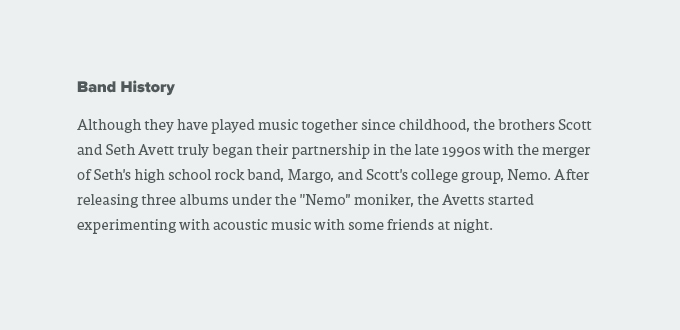 Band History
Although they have played music together since childhood, the brothers Scott
and Seth Avett truly began their partnership in the late 1990s with the merger
of Seth's high school rock band, Margo, and Scott's college group, Nemo. After
releasing three albums under the "Nemo" moniker, the Avetts started
experimenting with acoustic music with some friends at night.